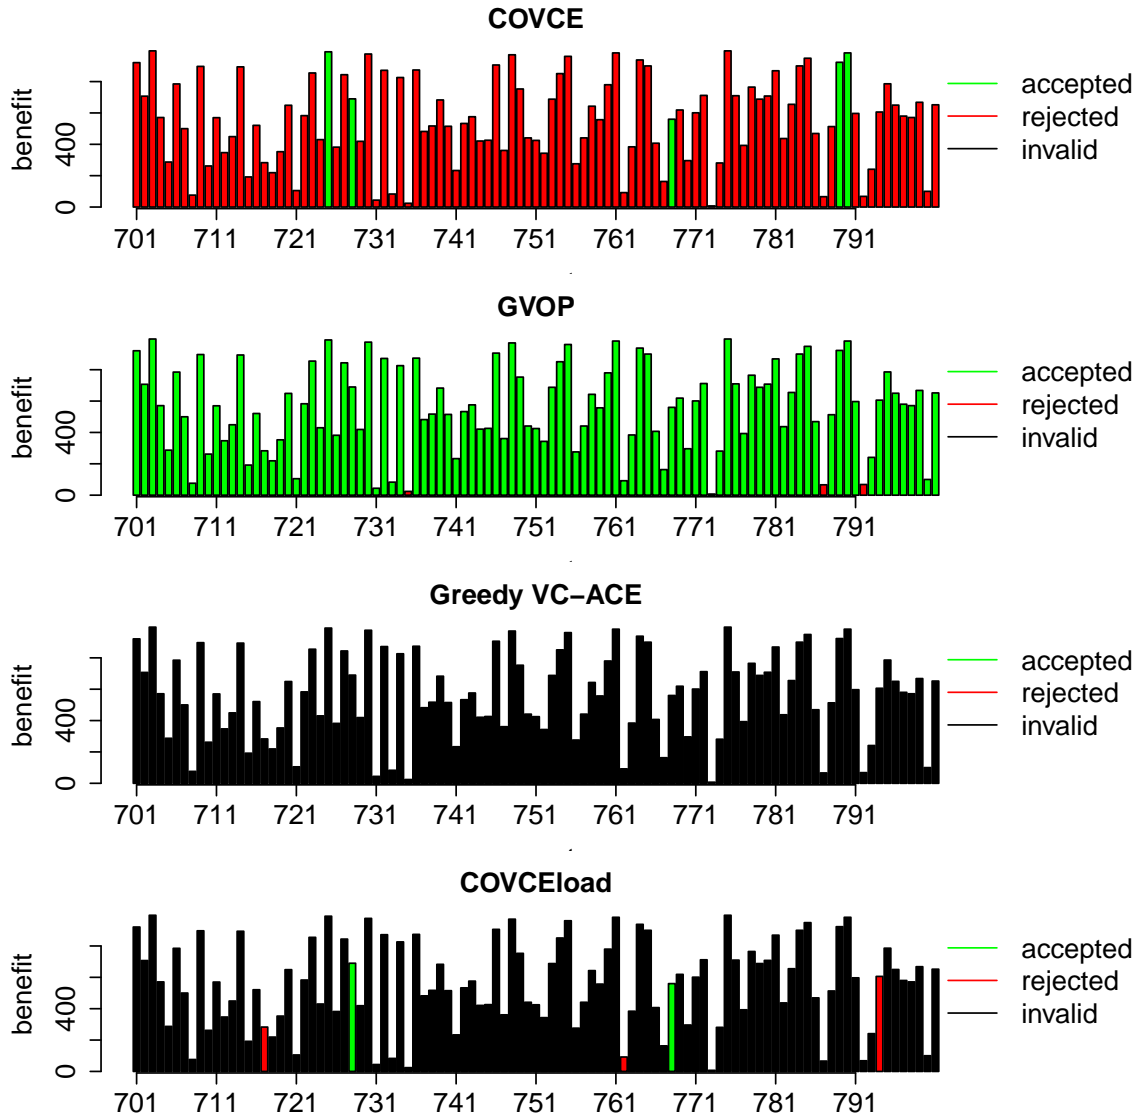 COVCE
benefit
400
0
701 711 721 731 741 751 761 771 781 791
accepted
rejected
invalid
GVOP
benefit
400
0
701 711 721 731 741 751 761 771 781 791
accepted
rejected
invalid
Greedy VC−ACE
benefit
400
0
701 711 721 731 741 751 761 771 781 791
accepted
rejected
invalid
COVCEload
benefit
400
0
701 711 721 731 741 751 761 771 781 791
accepted
rejected
invalid